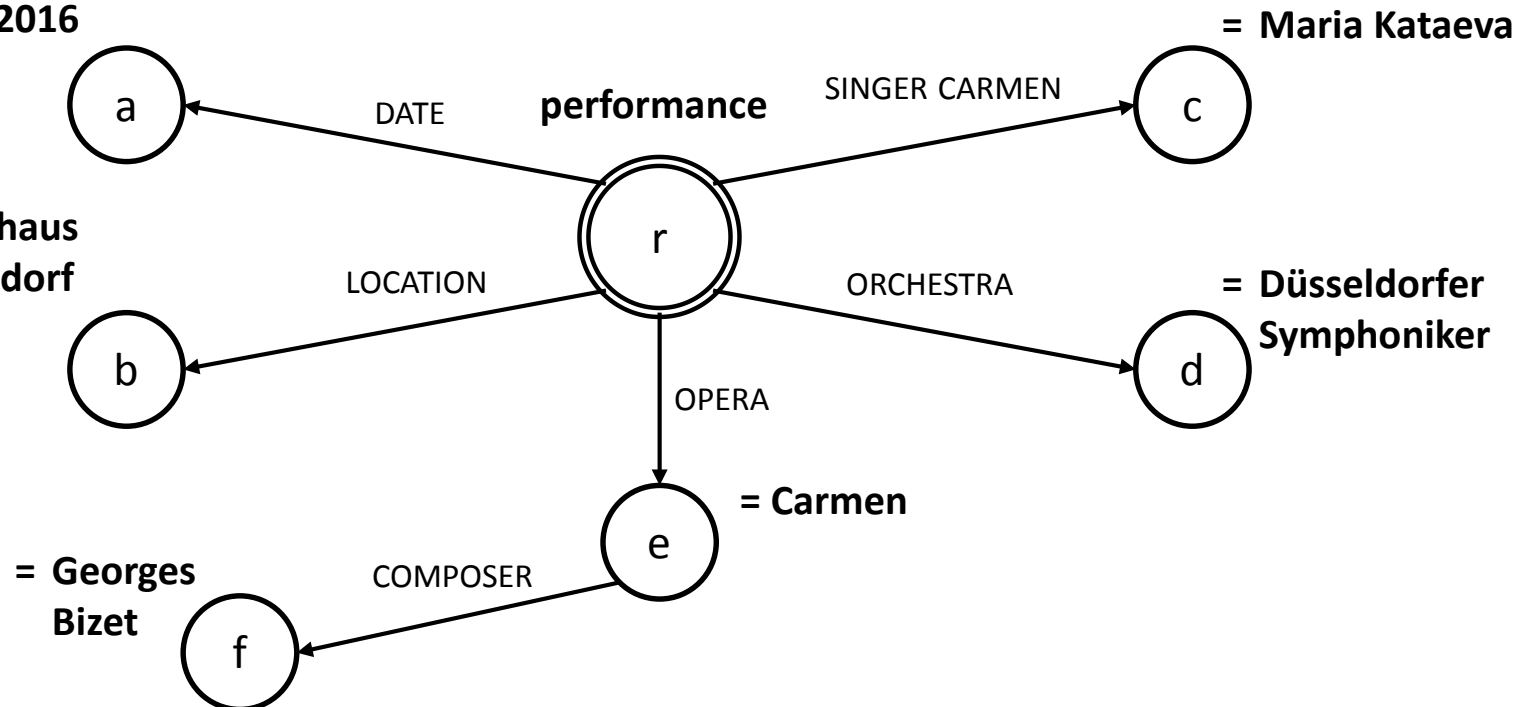 2016
= Maria Kataeva
a
DATE
performance
SINGER CARMEN
c
r
haus
dorf
LOCATION
ORCHESTRA
= Düsseldorfer
Symphoniker
b
d
OPERA
= Carmen
e
= Georges
Bizet
COMPOSER
f